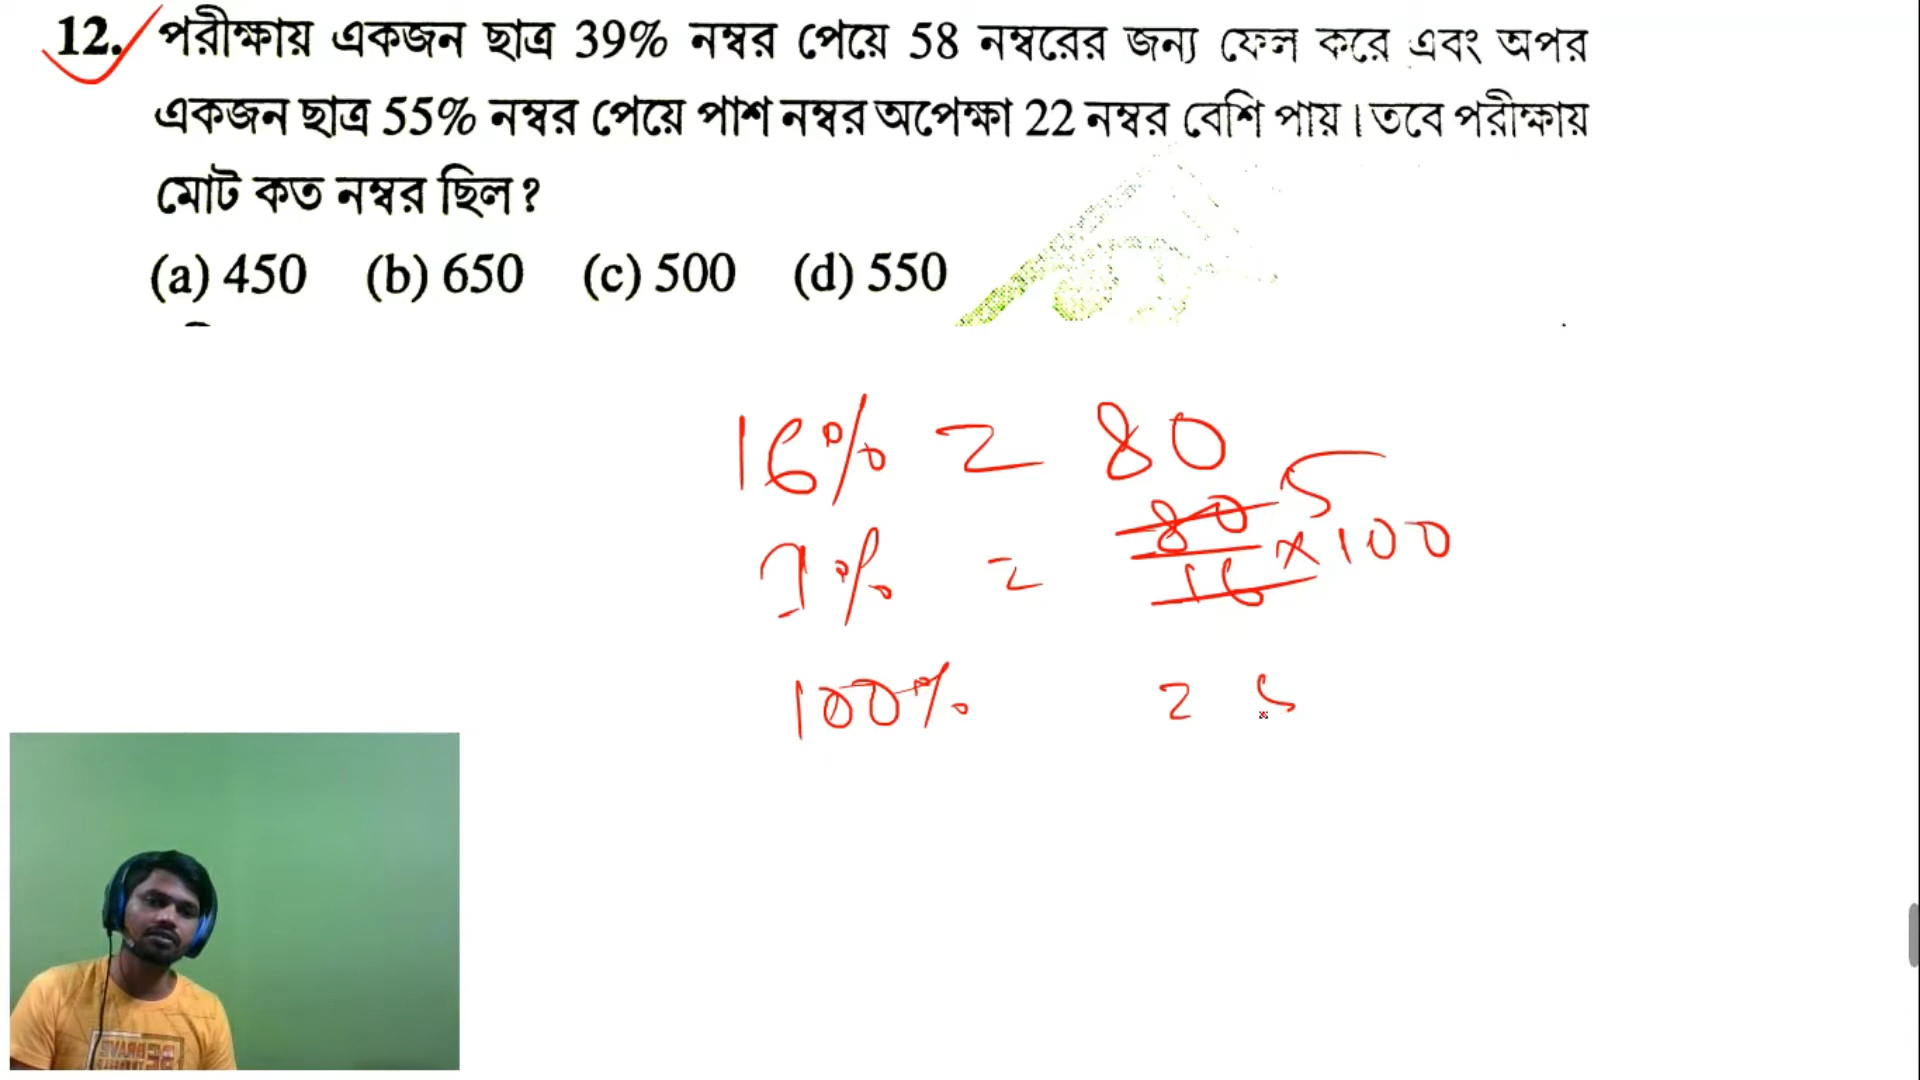 12. পরীক্ষায় একজন ছাত্র 39% নম্বর পেয়ে 58 নম্বরের জন্য ফেল করে এবং অপর
একজন ছাত্র 55% নম্বর পেয়ে পাশ নম্বর অপেক্ষা 22 নম্বর বেশি পায়। তবে পরীক্ষায়
মোট কত নম্বর ছিল?
(a) 450 (b) 650 (c) 500 (d) 550
16% = 80
1% = 80/16 5 × 100
100% = 5